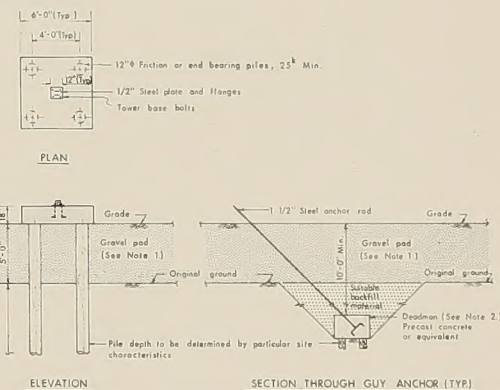 6'-0"(Typ)
4'-0"(Typ)
12"Φ Friction or end bearing piles, 25k Min.
12"(Typ)
1/2" Steel plate and flanges
Tower base bolts
PLAN
18"
Grade
5'-0"
Gravel pad
(See Note 1)
Original ground
Pile depth to be determined by particular site
characteristics
ELEVATION
1 1/2" Steel anchor rod
Grade
10'-0" Min.
Gravel pad
(See Note 1)
Original ground
Suitable
backfill
material
Deadman (See Note 2)
Precast concrete
or equivalent
SECTION THROUGH GUY ANCHOR (TYP.)